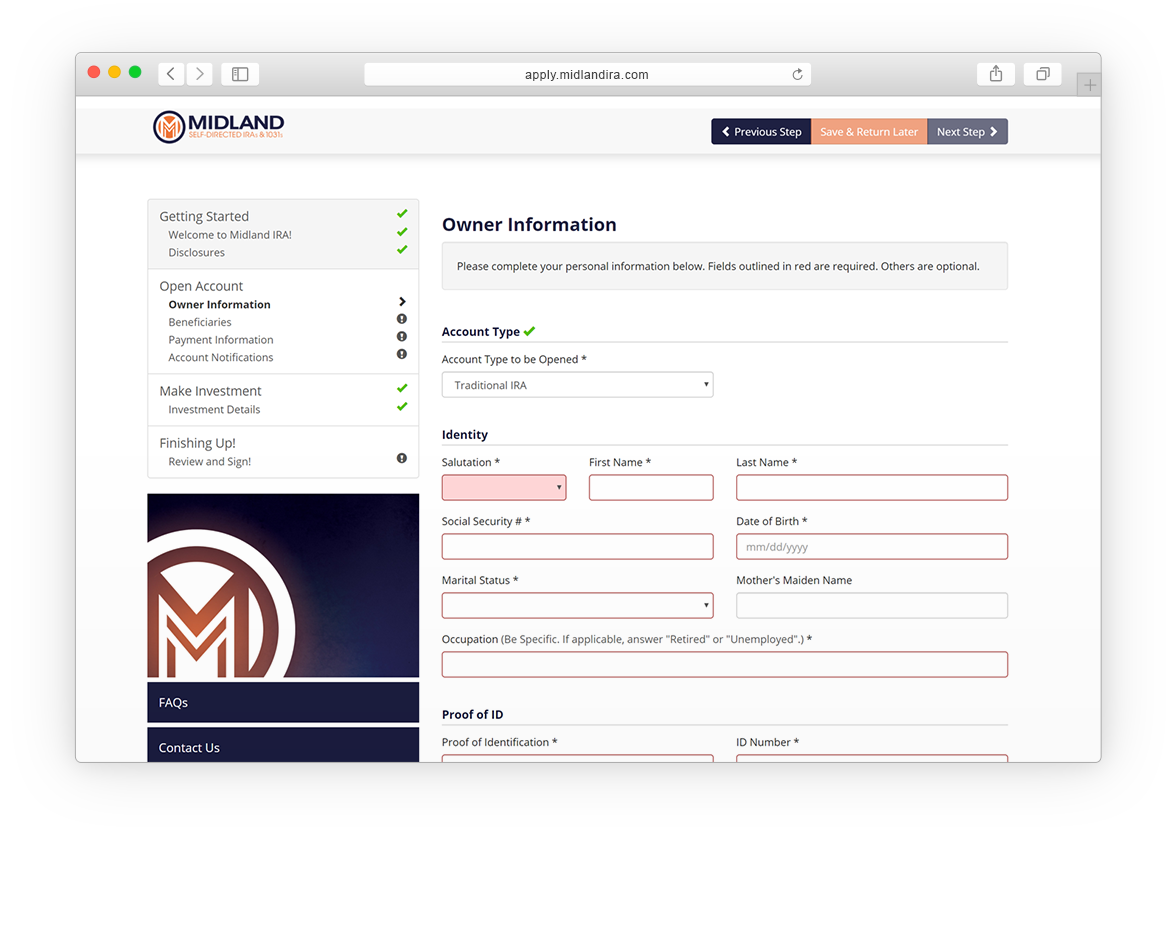 apply.midlandira.com
MIDLAND
SELF-DIRECTED IRAs & 1031s
Previous Step
Save & Return Later
Next Step
Getting Started
Welcome to Midland IRA!
Disclosures
Open Account
Owner Information
Beneficiaries
Payment Information
Account Notifications
Make Investment
Investment Details
Finishing Up!
Review and Sign!
FAQs
Contact Us
Owner Information
Please complete your personal information below. Fields outlined in red are required. Others are optional.
Account Type
Account Type to be Opened *
Traditional IRA
Identity
Salutation * First Name * Last Name *
Social Security # * Date of Birth *
mm/dd/yyyy
Marital Status * Mother's Maiden Name
Occupation (Be Specific. If applicable, answer "Retired" or "Unemployed".) *
Proof of ID
Proof of Identification * ID Number *